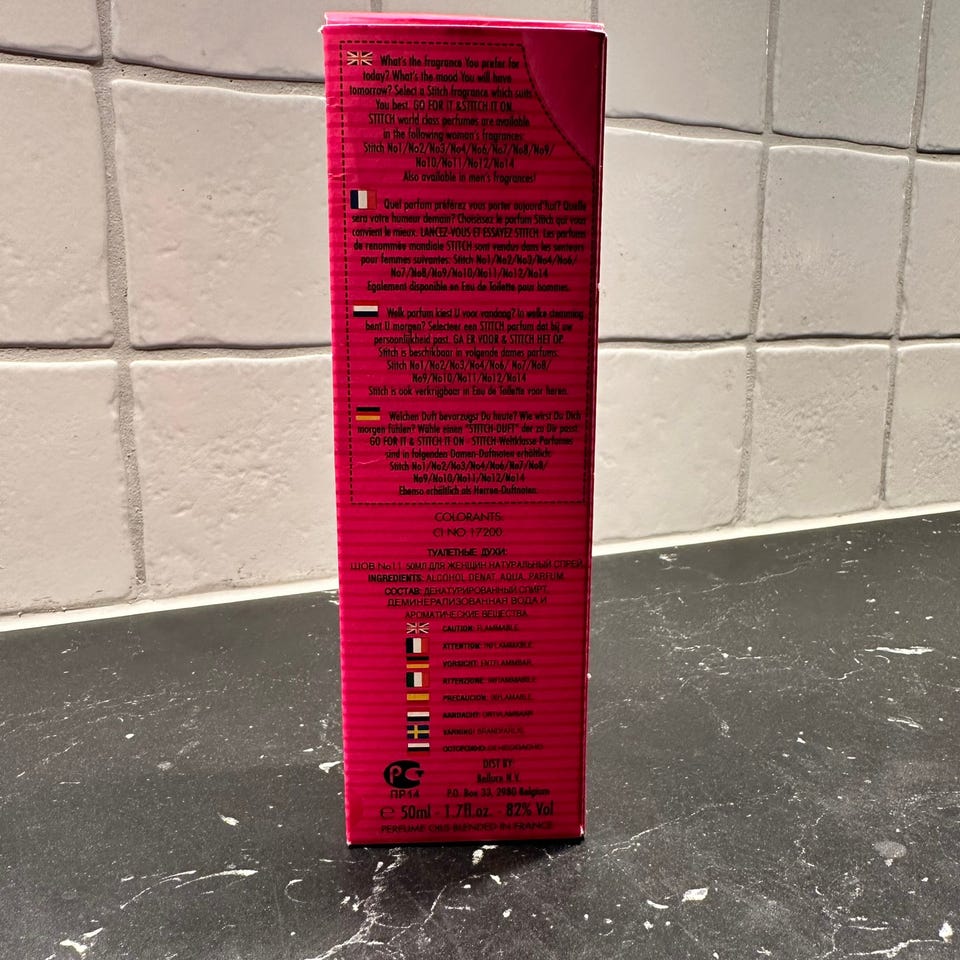 What's the fragrance You prefer for
today? What's the mood You will have
tomorrow? Select a Stitch fragrance which suits
You best. GO FOR IT &STITCH IT ON.
STITCH world class perfumes are available
in the following woman's fragrances:
Stitch No1/No2/No3/No4/No6/No7/No8/No9/
No10/No11/No12/No14
Also available in men's fragrances!
Quel parfum préférez vous porter aujourd'hui? Quelle
sera votre humeur demain? Choisissez le parfum Stitch qui vous
convient le mieux. LANCEZ-VOUS ET ESSAYEZ STITCH. Les parfums
de renommée mondiale STITCH sont vendus dans les senteurs
pour femmes suivantes: Stitch No1/No2/No3/No4/No6/
No7/No8/No9/No10/No11/No12/No14
Egalement disponible en Eau de Toilette pour hommes.
Welk parfum kiest U voor vandaag? In welke stemming
bent U morgen? Selecteer een STITCH parfum dat bij uw
persoonlijkheid past. GA ER VOOR & STITCH HET OP.
Stitch is beschikbaar in volgende dames parfums:
Stitch No1/No2/No3/No4/No6/ No7/No8/
No9/No10/No11/No12/No14
Stitch is ook verkrijgbaar in Eau de Toilette voor heren.
Welchen Duft bevorzugst Du heute? Wie wirst Du Dich
morgen fühlen? Wähle einen "STITCH-DUFT" der zu Dir passt.
GO FOR IT & STITCH IT ON - STITCH-Weltklasse-Parfumes
sind in folgenden Damen-Duftnoten erhältlich:
Stitch No1/No2/No3/No4/No6/No7/No8/
No9/No10/No11/No12/No14
Ebenso erhältlich als Herren-Duftnoten.
COLORANTS:
CI NO 17200
ТУАЛЕТНЫЕ ДУХИ:
ШОВ No11 50МЛ ДЛЯ ЖЕНЩИН НАТУРАЛЬНЫЙ СПРЕЙ
INGREDIENTS: ALCOHOL DENAT, AQUA, PARFUM
СОСТАВ: ДЕНАТУРИРОВАННЫЙ СПИРТ,
ДЕМИНЕРАЛИЗОВАННАЯ ВОДА И
АРОМАТИЧЕСКИЕ ВЕЩЕСТВА
CAUTION: FLAMMABLE
ATTENTION: INFLAMMABLE
VORSICHT: ENTFLAMMBAR
ATTENZIONE: INFIAMMABILE
PRECAUCION: INFLAMABLE
AANDACHT: ONTVLAMBAAR
VARNING: BRANDFARLIG
ОСТОРОЖНО: ОГНЕОПАСНО
РС
ПР14
DIST BY:
Bellure N.V.
P.O. Box 33, 2980 Belgium
℮ 50ml - 1.7fl.oz. - 82% Vol
PERFUME OILS BLENDED IN FRANCE